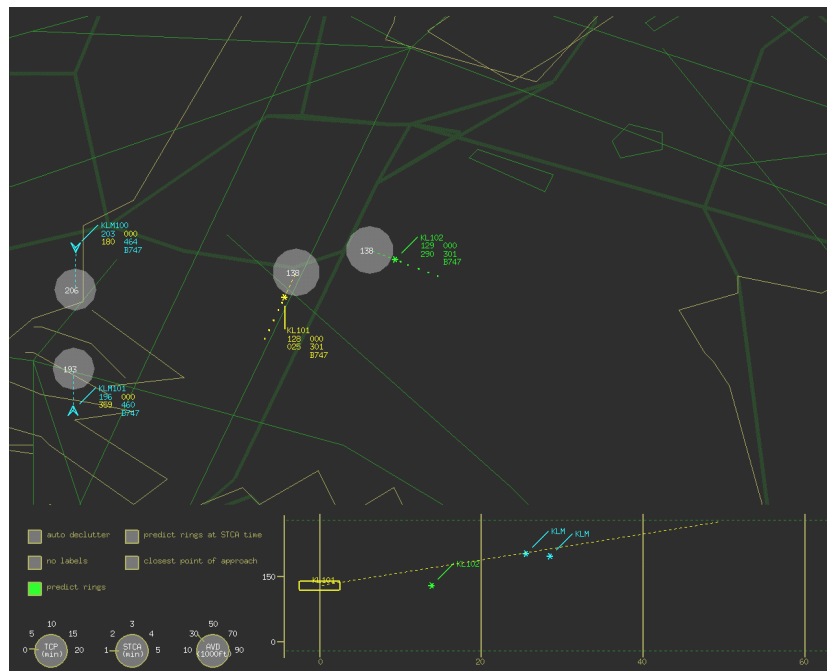 KLM100
203 000
180 464
B747
206
138
138
KL102
129 000
290 301
B747
KL101
128 000
025 301
B747
193
KLM101
196 000
359 460
B747
auto declutter
predict rings at STCA time
no labels
closest point of approach
predict rings
0 5 10 15 20
TCP
(min)
1 2 3 4 5
STCA
(min)
10 30 50 70 90
AVD
(1000ft)
150
0
KL101
KL102
KLM
KLM
0 20 40 60